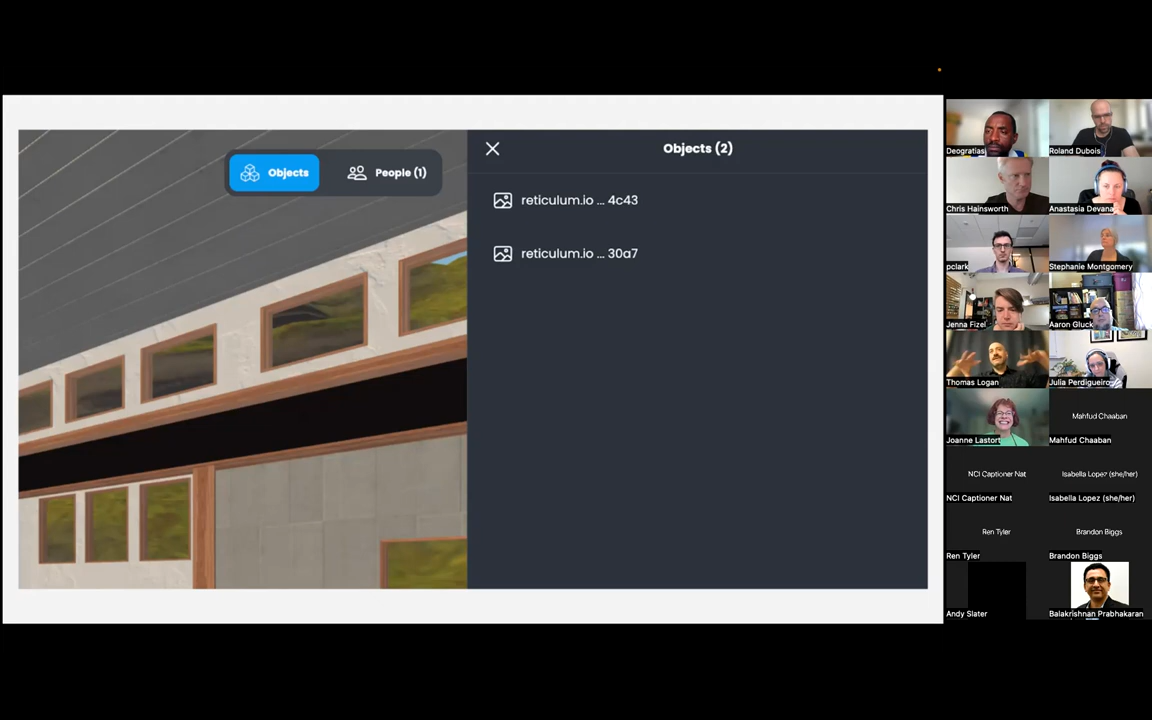 Objects
People (1)
Objects (2)
reticulum.io ... 4c43
reticulum.io ... 30a7
Deogratias
Roland Dubois
Chris Hainsworth
Anastasia Devana
pclark
Stephanie Montgomery
Jenna Fizel
Aaron Gluck
Thomas Logan
Julia Perdigueiro
Joanne Lastort
Mahfud Chaaban
Mahfud Chaaban
NCI Captioner Nat
Isabella Lopez (she/her)
NCI Captioner Nat
Isabella Lopez (she/her)
Ren Tyler
Brandon Biggs
Ren Tyler
Brandon Biggs
Andy Slater
Balakrishnan Prabhakaran